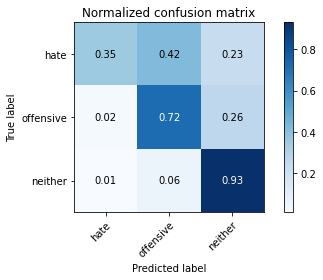 Normalized confusion matrix
True label
hate 0.35 0.42 0.23
offensive 0.02 0.72 0.26
neither 0.01 0.06 0.93
hate offensive neither
Predicted label
0.8
0.6
0.4
0.2